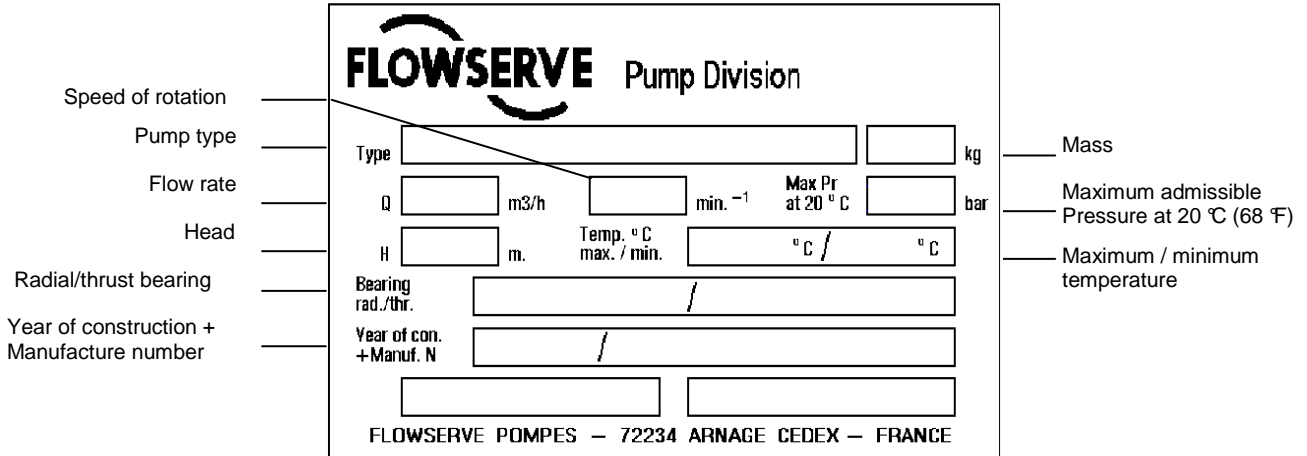 FLOWSERVE Pump Division
Speed of rotation
Pump type
Flow rate
Head
Radial/thrust bearing
Year of construction +
Manufacture number
Type kg
Q m3/h min. ⁻¹ Max Pr
at 20 °C bar
H m. Temp. °C
max. / min. °C / °C
Bearing
rad./thr. /
Year of con.
+Manuf. N /
FLOWSERVE POMPES – 72234 ARNAGE CEDEX – FRANCE
Mass
Maximum admissible
Pressure at 20 °C (68 °F)
Maximum / minimum
temperature